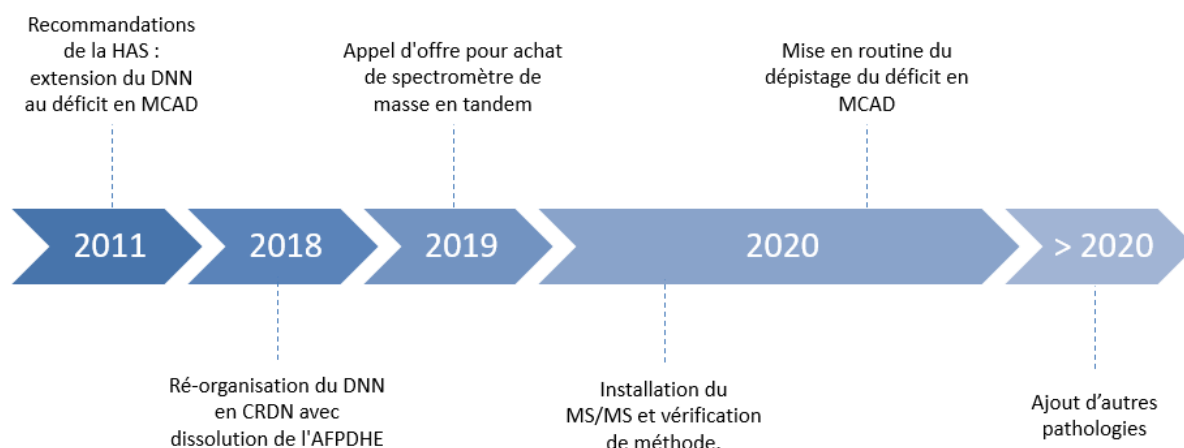 Recommandations
de la HAS :
extension du DNN
au déficit en MCAD
Appel d'offre pour achat
de spectromètre de
masse en tandem
Mise en routine du
dépistage du déficit en
MCAD
2011
2018
2019
2020
> 2020
Ré-organisation du DNN
en CRDN avec
dissolution de l'AFPDHE
Installation du
MS/MS et vérification
de méthode.
Ajout d’autres
pathologies